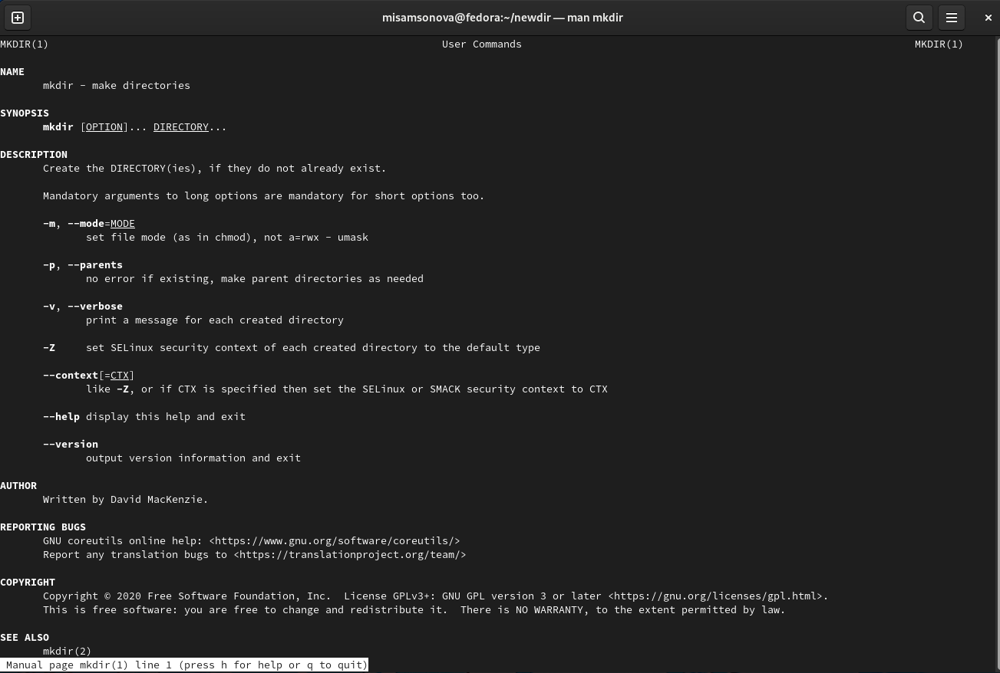 misamsonova@fedora:~/newdir — man mkdir
MKDIR(1) User Commands MKDIR(1)
NAME
mkdir - make directories
SYNOPSIS
mkdir [OPTION]... DIRECTORY...
DESCRIPTION
Create the DIRECTORY(ies), if they do not already exist.
Mandatory arguments to long options are mandatory for short options too.
-m, --mode=MODE
set file mode (as in chmod), not a=rwx - umask
-p, --parents
no error if existing, make parent directories as needed
-v, --verbose
print a message for each created directory
-Z set SELinux security context of each created directory to the default type
--context[=CTX]
like -Z, or if CTX is specified then set the SELinux or SMACK security context to CTX
--help display this help and exit
--version
output version information and exit
AUTHOR
Written by David MacKenzie.
REPORTING BUGS
GNU coreutils online help: <https://www.gnu.org/software/coreutils/>
Report any translation bugs to <https://translationproject.org/team/>
COPYRIGHT
Copyright © 2020 Free Software Foundation, Inc. License GPLv3+: GNU GPL version 3 or later <https://gnu.org/licenses/gpl.html>.
This is free software: you are free to change and redistribute it. There is NO WARRANTY, to the extent permitted by law.
SEE ALSO
mkdir(2)
Manual page mkdir(1) line 1 (press h for help or q to quit)